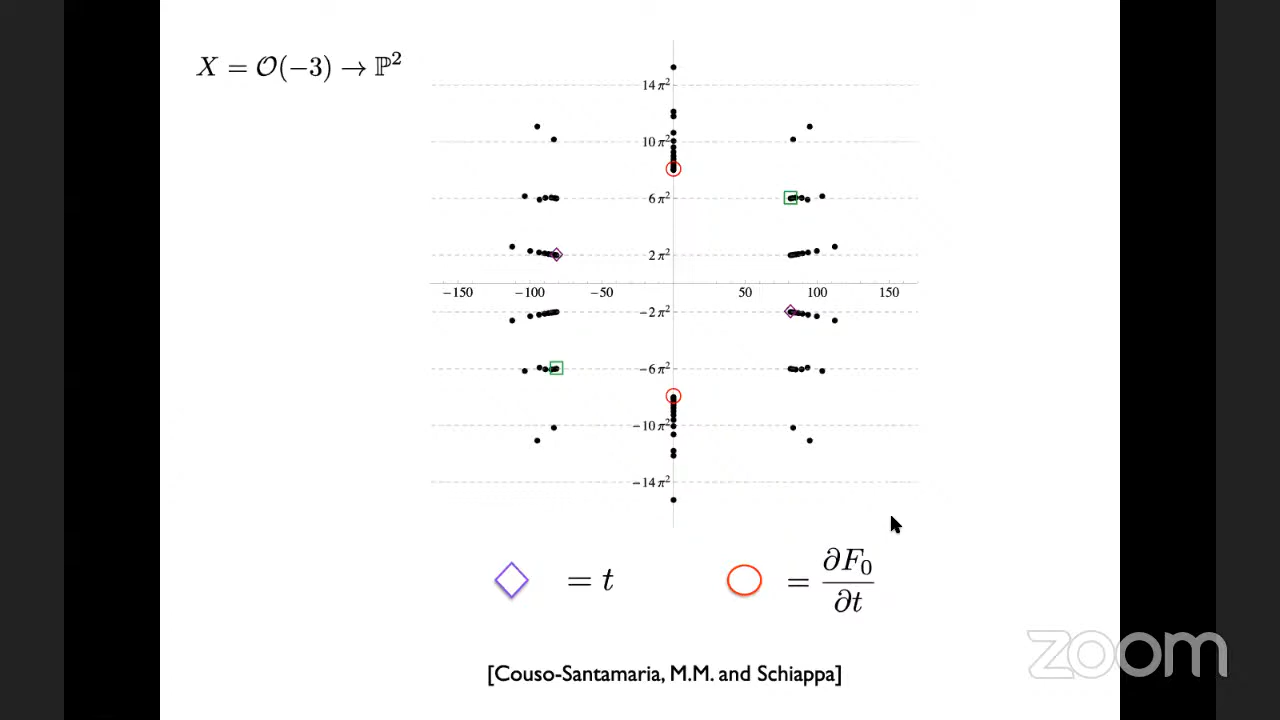 X = 𝒪(−3) → ℙ²
14 π²
10 π²
6 π²
2 π²
−150 −100 −50 50 100 150
−2 π²
−6 π²
−10 π²
−14 π²
= t
= ∂F₀/∂t
[Couso-Santamaria, M.M. and Schiappa]
zoom